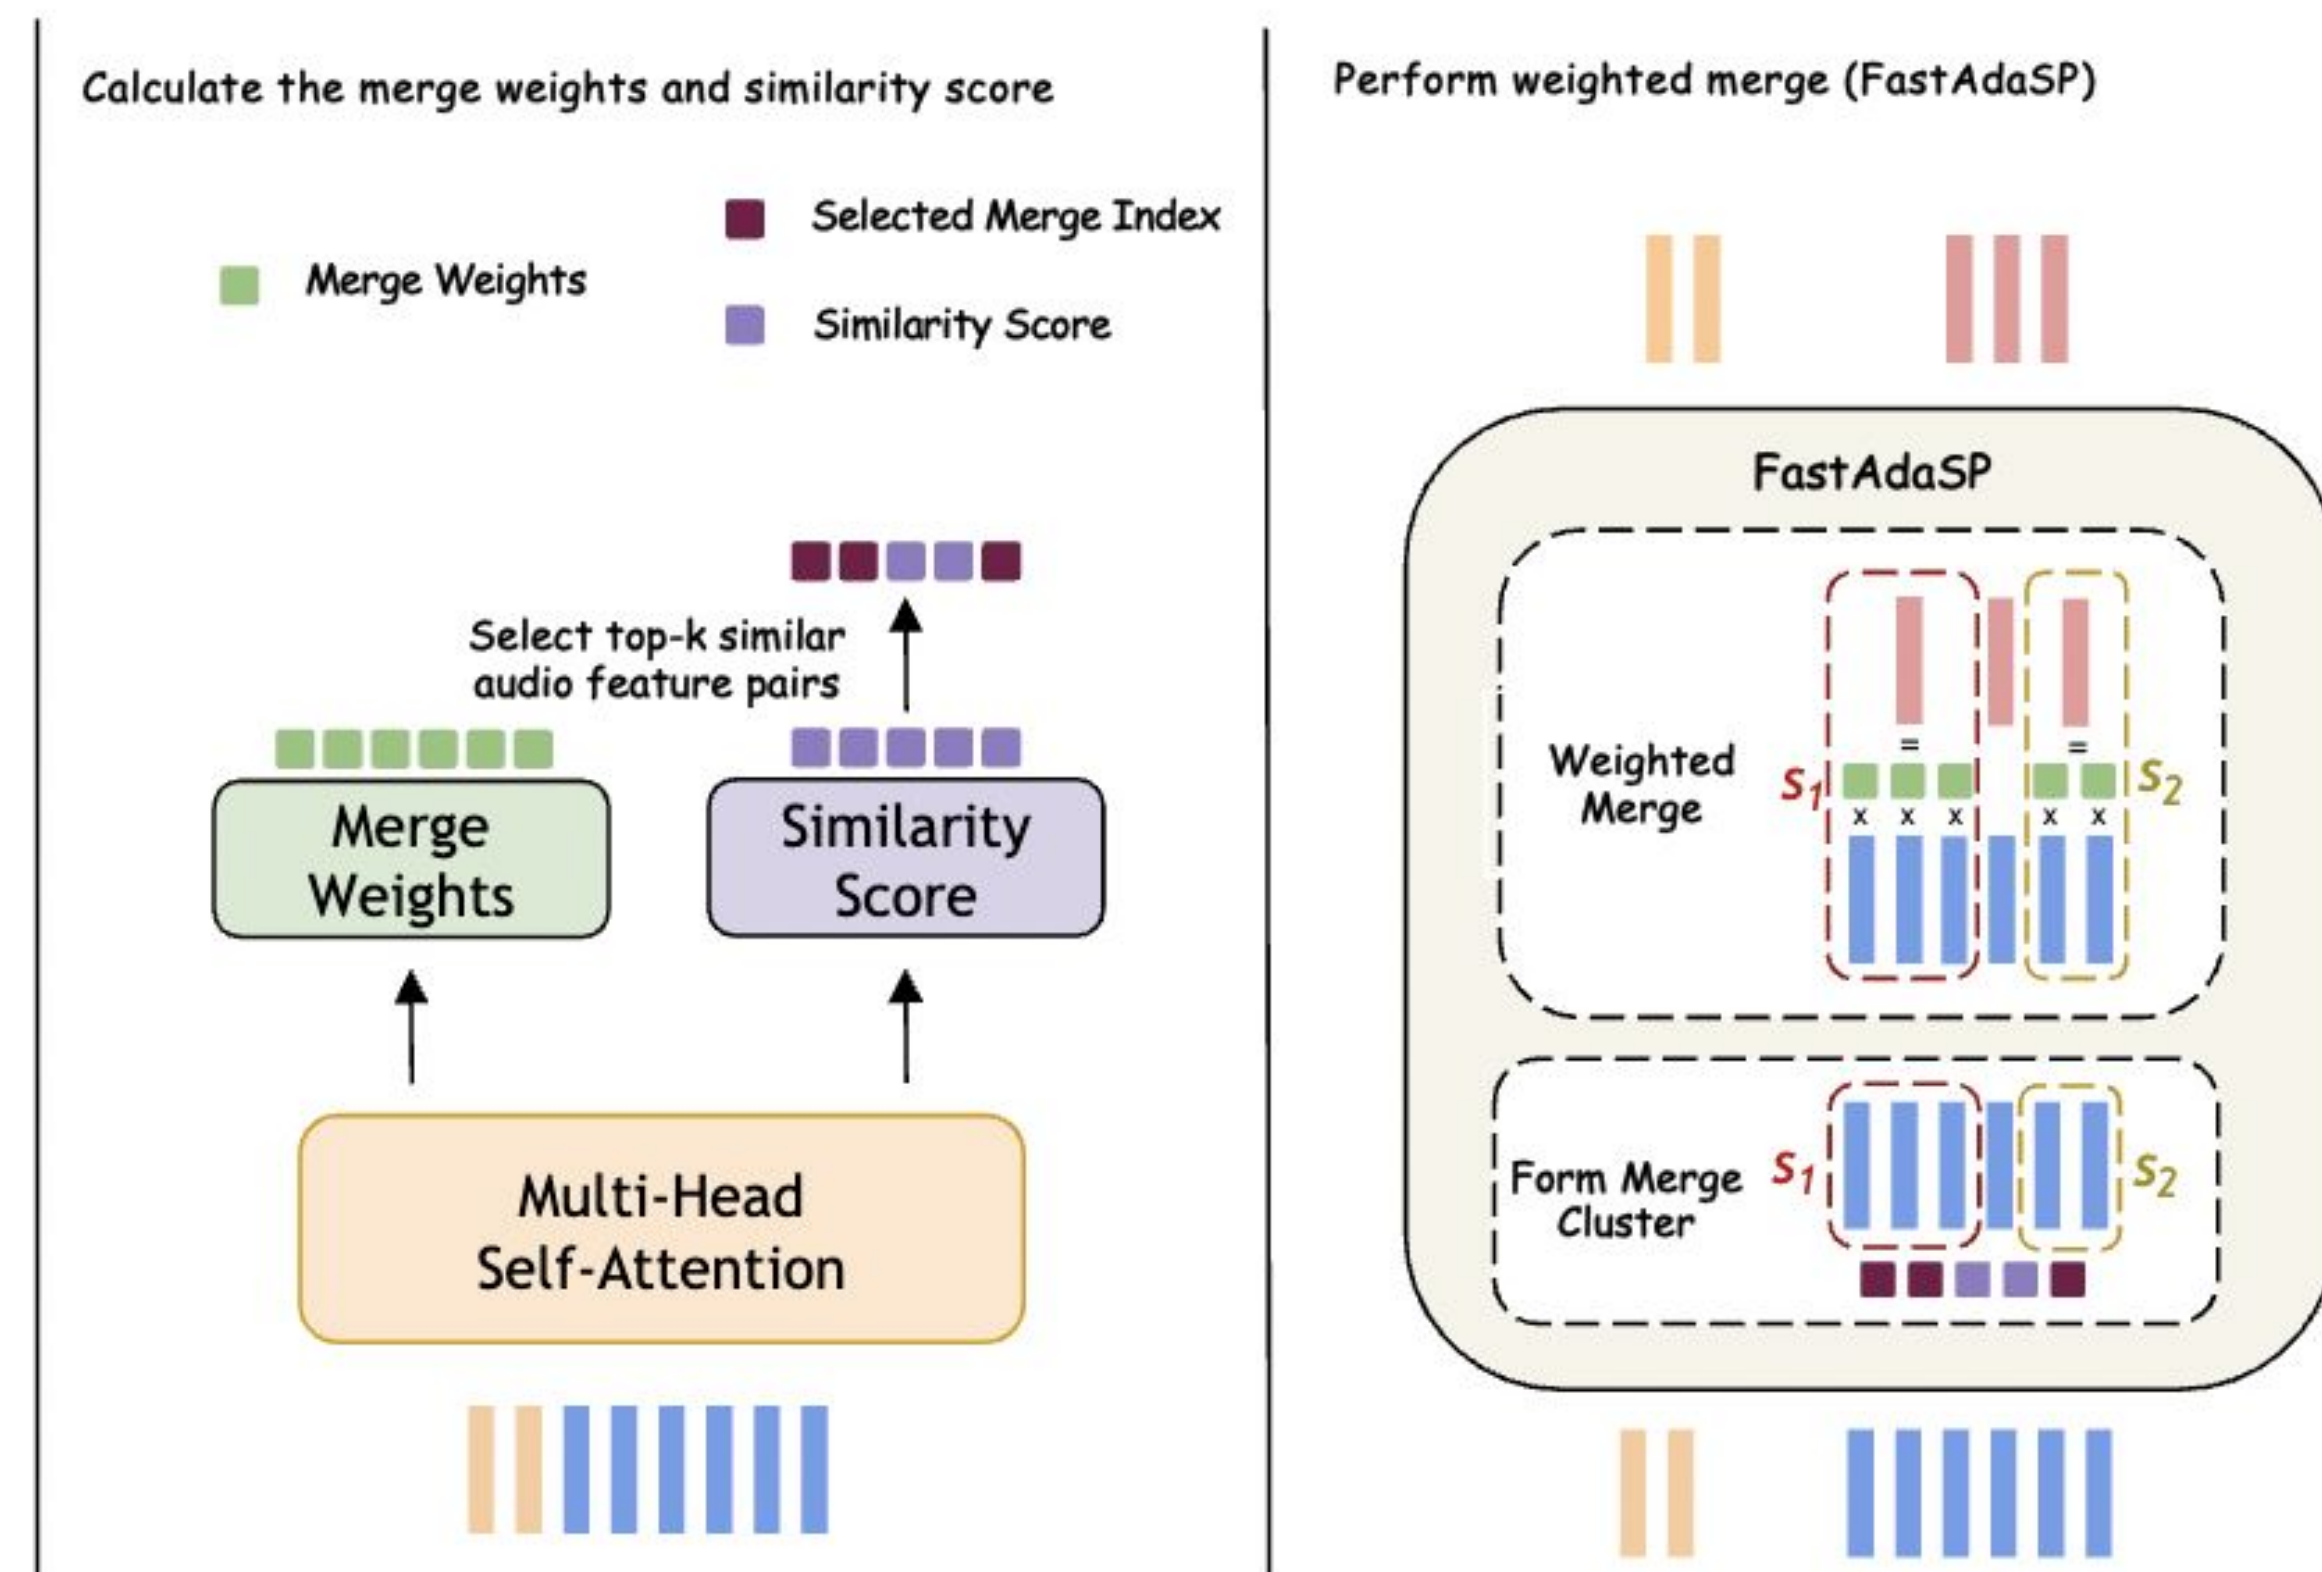 Calculate the merge weights and similarity score
Merge Weights
Selected Merge Index
Similarity Score
Select top-k similar
audio feature pairs
Merge
Weights
Similarity
Score
Multi-Head
Self-Attention
Perform weighted merge (FastAdaSP)
FastAdaSP
Weighted
Merge
S1
= =
x x x x x
S2
Form Merge
Cluster
S1
S2